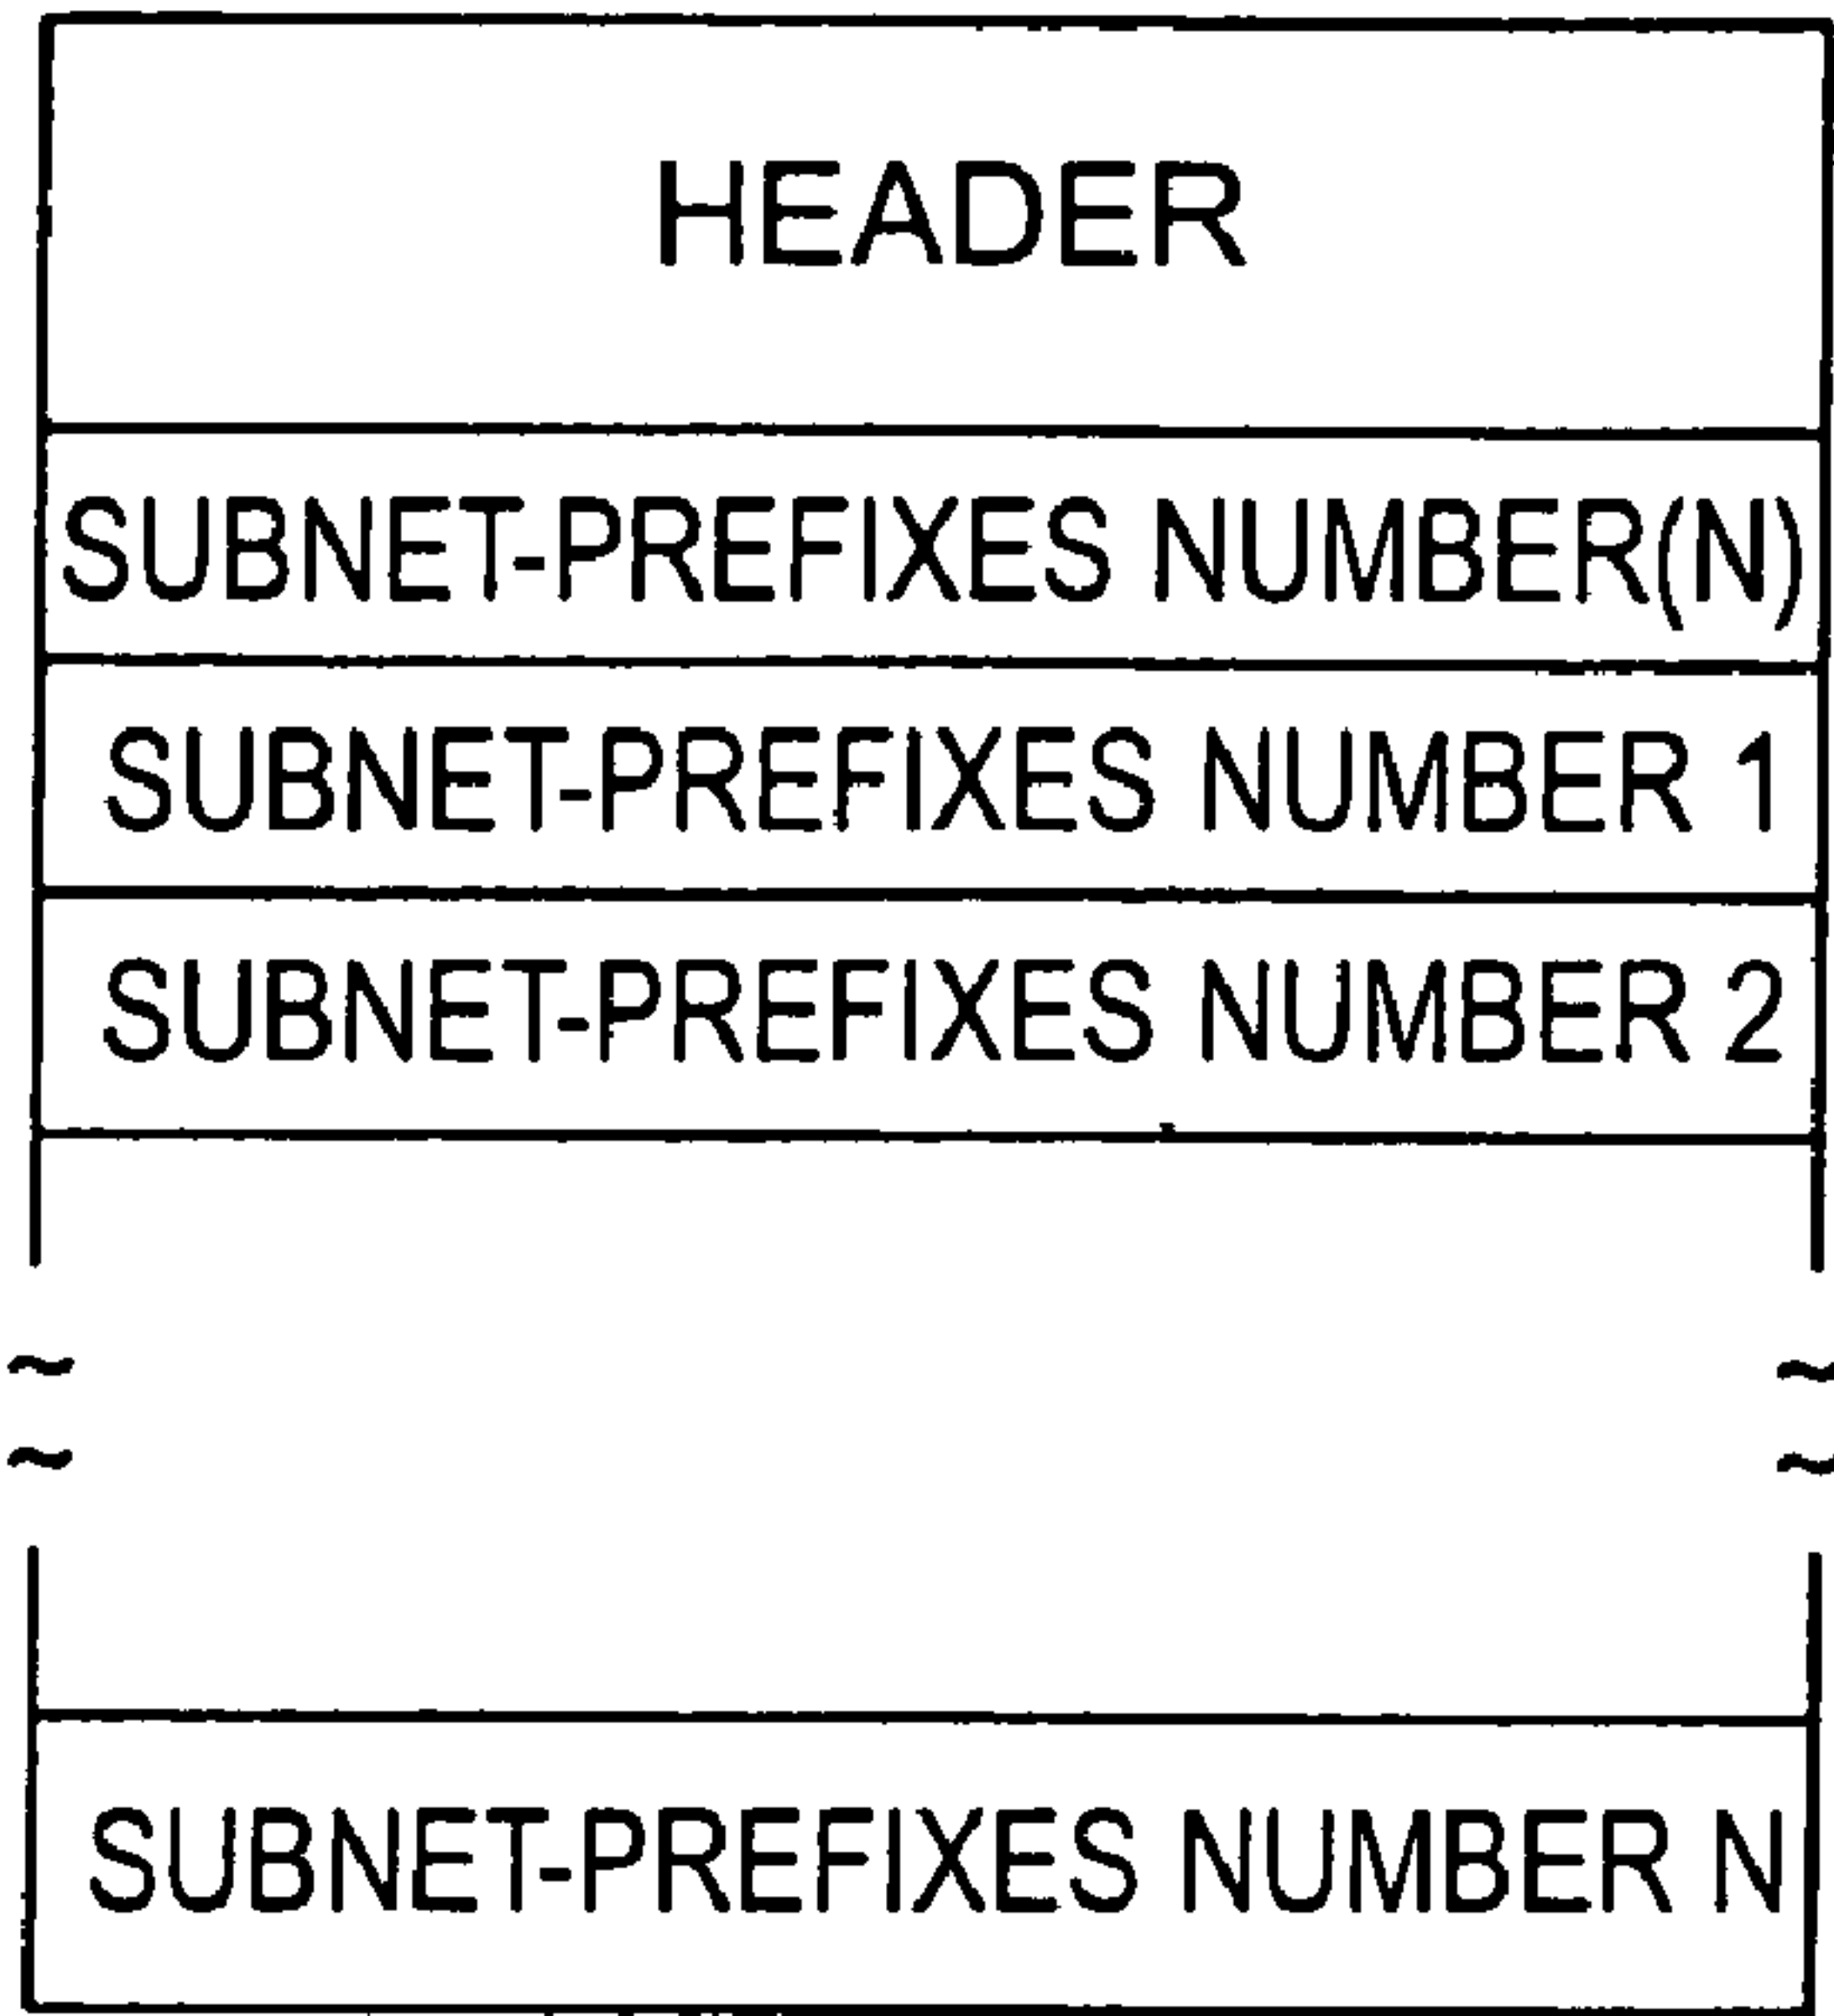 HEADER
SUBNET-PREFIXES NUMBER(N)
SUBNET-PREFIXES NUMBER 1
SUBNET-PREFIXES NUMBER 2
SUBNET-PREFIXES NUMBER N